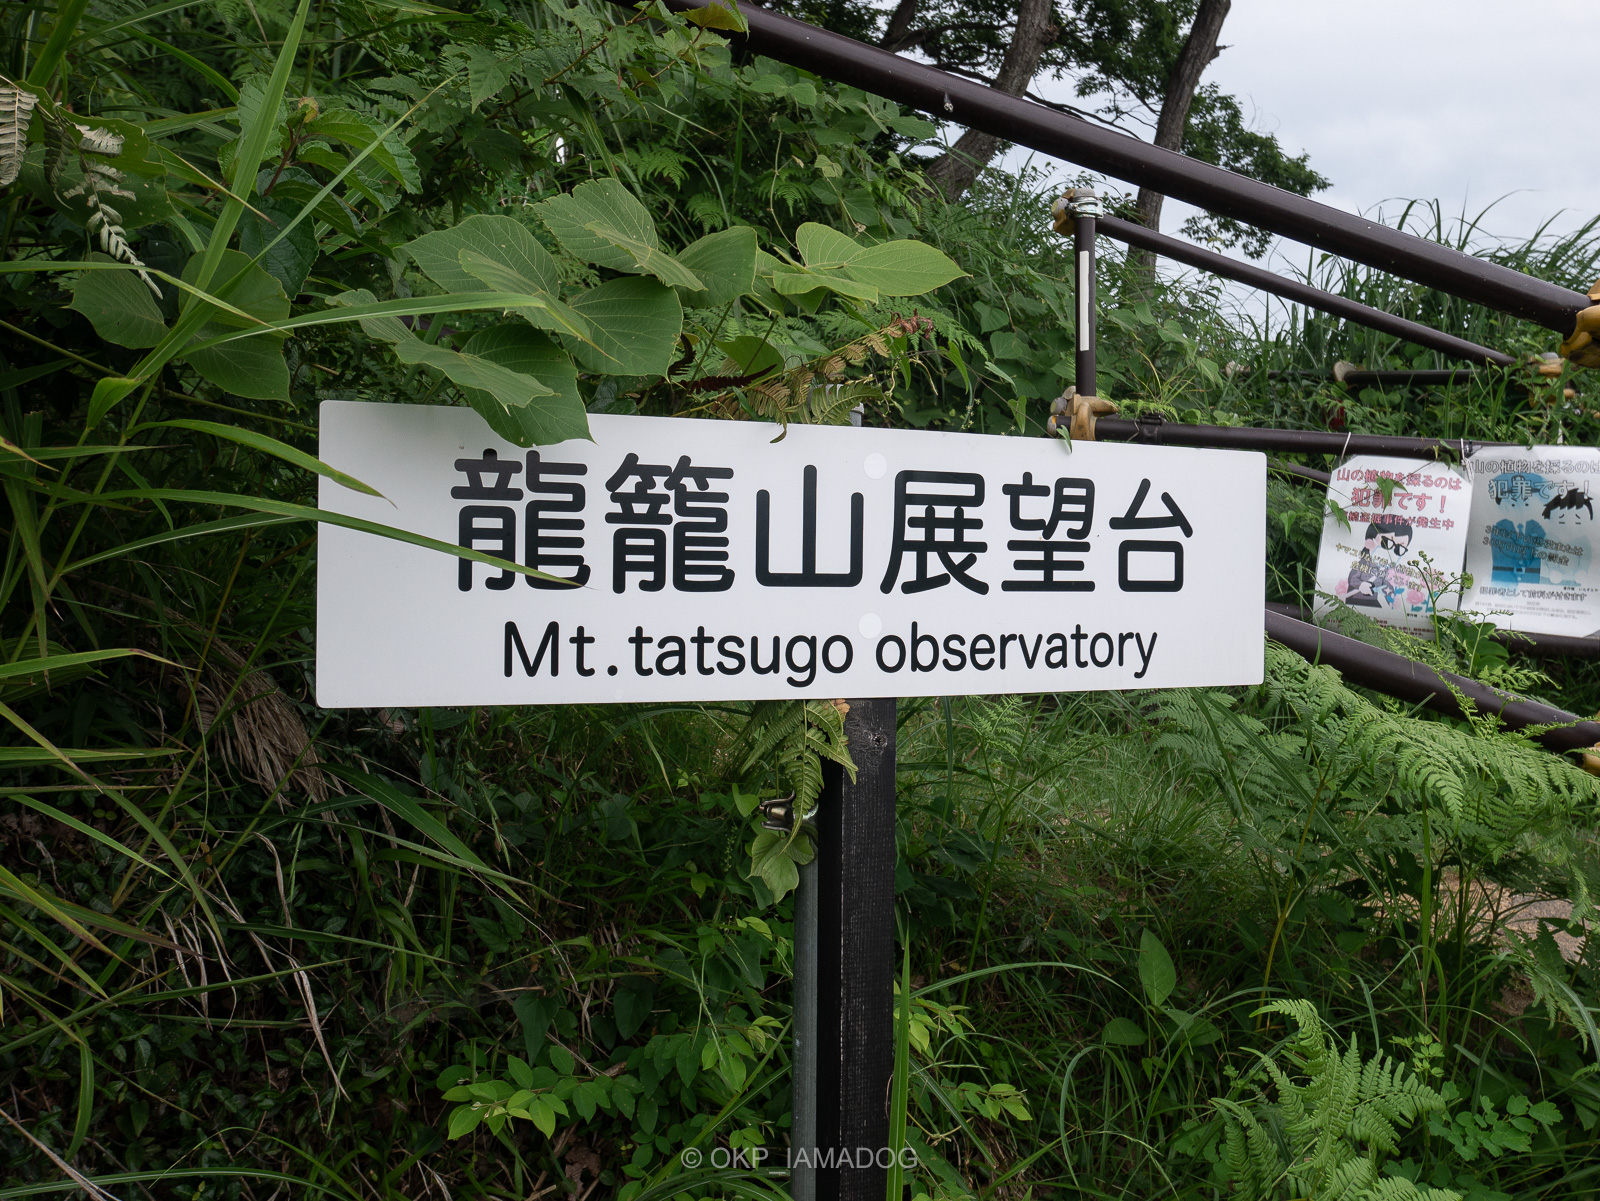 龍籠山展望台
Mt.tatsugo observatory
山の植物を採るのは
犯罪です！
山の植物を採るのは
犯罪です！
© OKP_IAMADOG